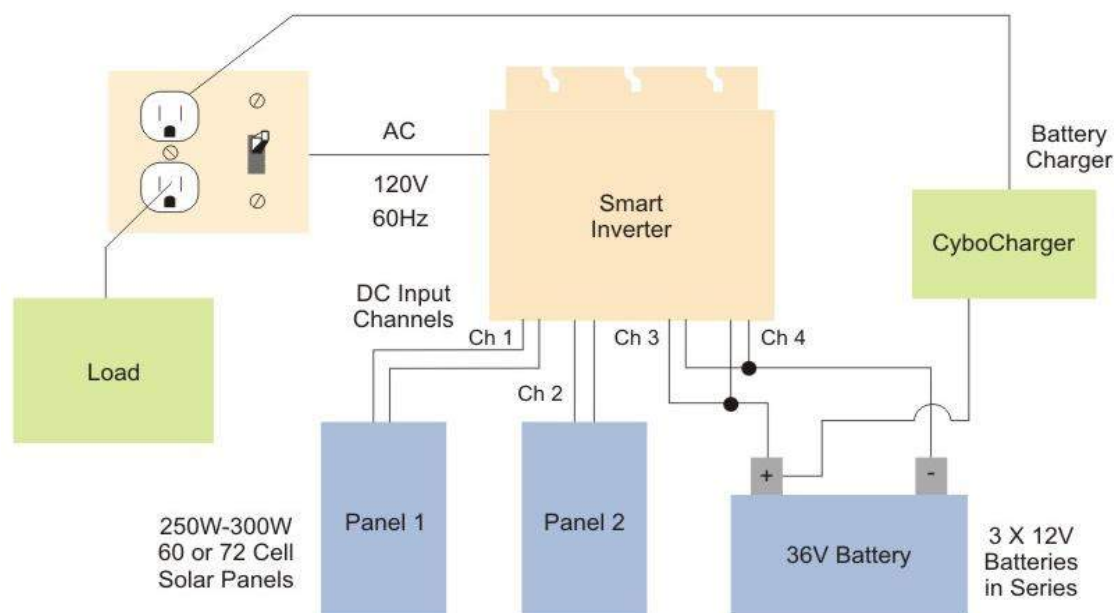 AC
120V
60Hz
Smart
Inverter
Battery
Charger
CyboCharger
DC Input
Channels
Ch 1
Ch 2
Ch 3
Ch 4
Load
Panel 1
Panel 2
+
-
36V Battery
250W-300W
60 or 72 Cell
Solar Panels
3 X 12V
Batteries
in Series